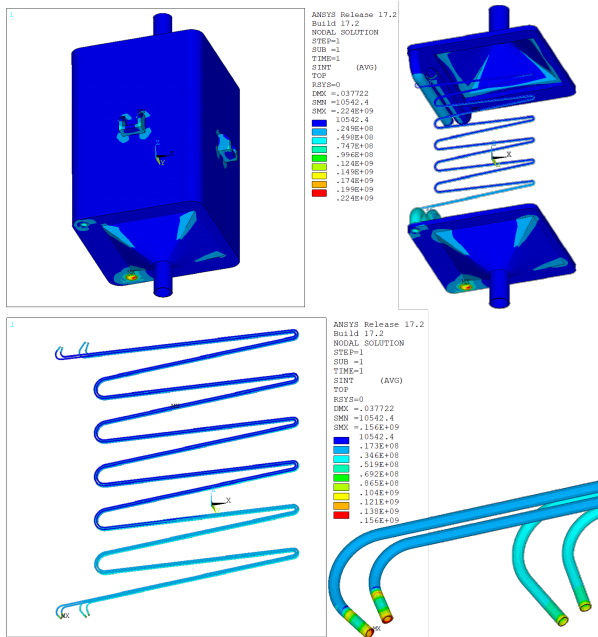 1
ANSYS Release 17.2
Build 17.2
NODAL SOLUTION
STEP=1
SUB =1
TIME=1
SINT (AVG)
TOP
RSYS=0
DMX =.037722
SMN =10542.4
SMX =.224E+09
10542.4
.249E+08
.498E+08
.747E+08
.996E+08
.124E+09
.149E+09
.174E+09
.199E+09
.224E+09
Y
X
1
ANSYS Release 17.2
Build 17.2
NODAL SOLUTION
STEP=1
SUB =1
TIME=1
SINT (AVG)
TOP
RSYS=0
DMX =.037722
SMN =10542.4
SMX =.156E+09
10542.4
.173E+08
.346E+08
.519E+08
.692E+08
.865E+08
.104E+09
.121E+09
.138E+09
.156E+09
X
MX
MX